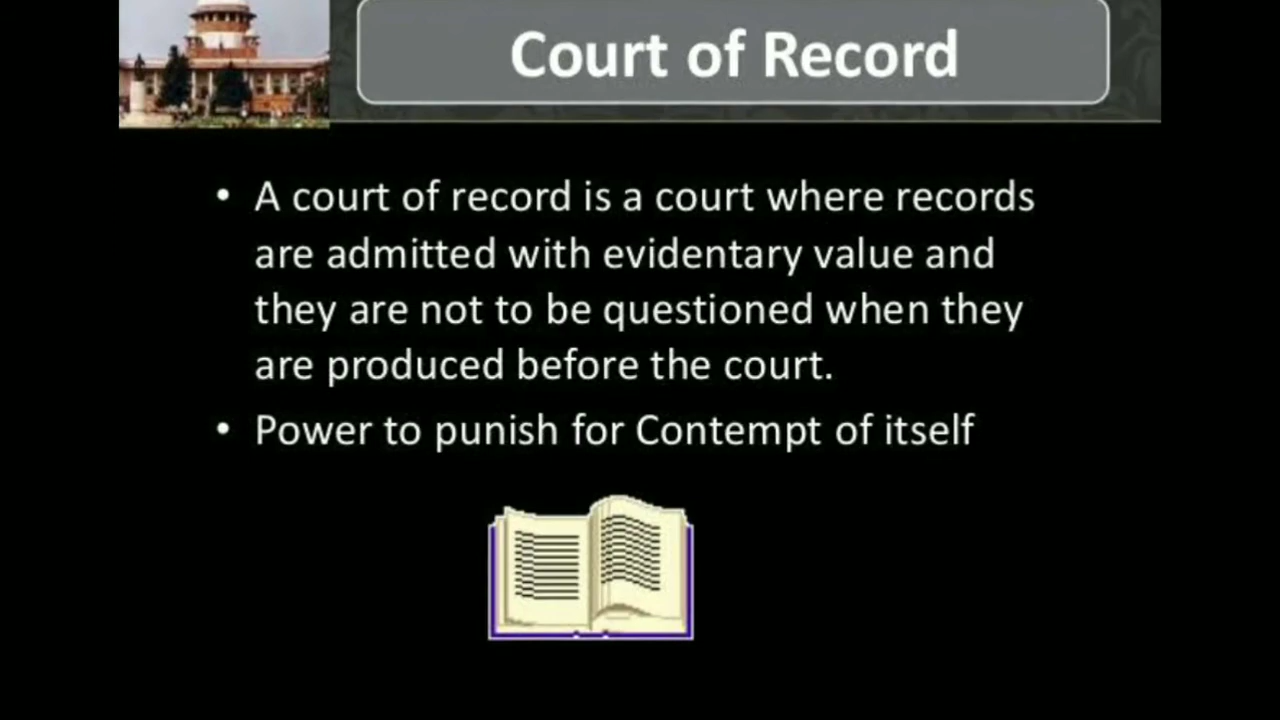 Court of Record
• A court of record is a court where records
are admitted with evidentary value and
they are not to be questioned when they
are produced before the court.
• Power to punish for Contempt of itself